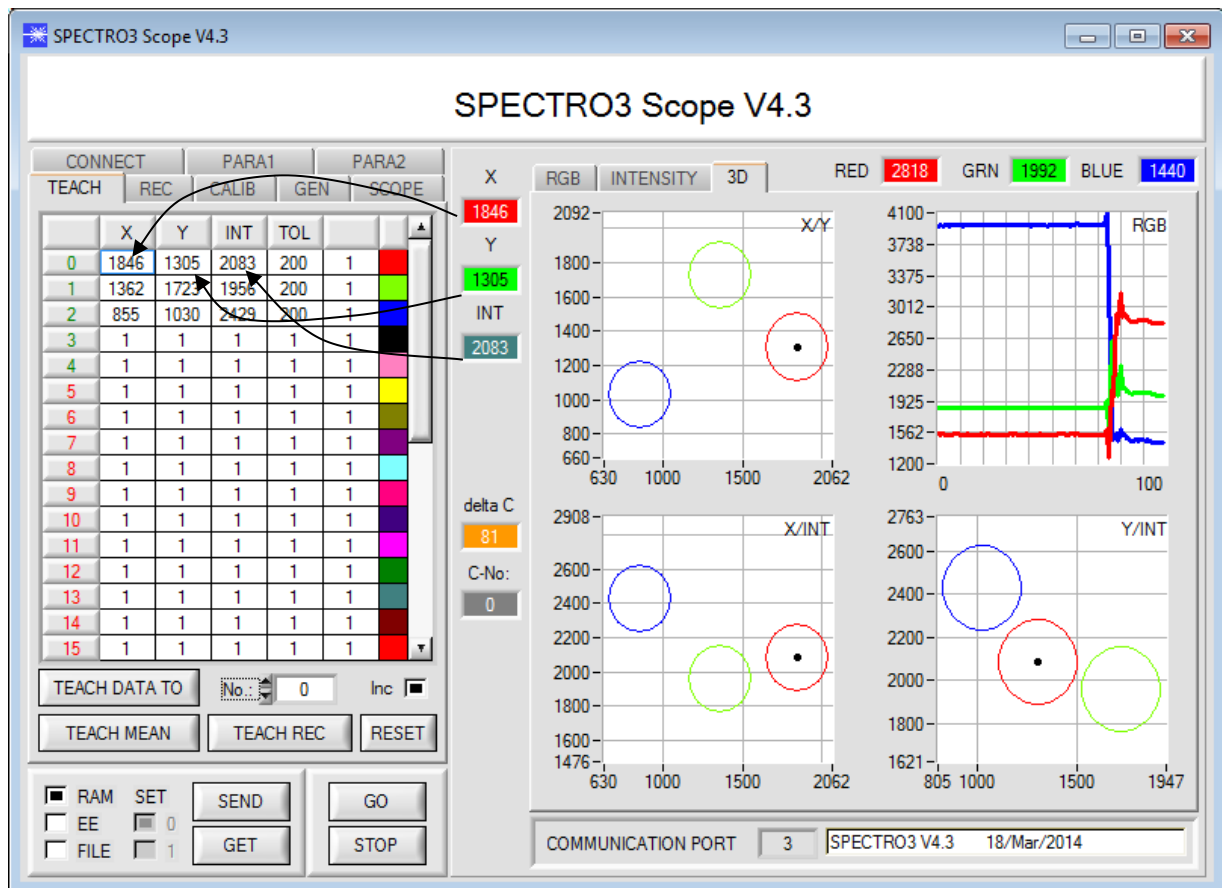 SPECTRO3 Scope V4.3
SPECTRO3 Scope V4.3
CONNECT PARA1 PARA2
TEACH REC CALIB GEN SCOPE
X Y INT TOL
0 1846 1305 2083 200 1
1 1362 1723 1956 200 1
2 855 1030 2429 200 1
3 1 1 1 1 1
4 1 1 1 1 1
5 1 1 1 1 1
6 1 1 1 1 1
7 1 1 1 1 1
8 1 1 1 1 1
9 1 1 1 1 1
10 1 1 1 1 1
11 1 1 1 1 1
12 1 1 1 1 1
13 1 1 1 1 1
14 1 1 1 1 1
15 1 1 1 1 1
TEACH DATA TO No.: 0 Inc
TEACH MEAN TEACH REC RESET
RAM SET SEND GO
EE 0
FILE 1 GET STOP
X
1846
Y
1305
INT
2083
delta C
81
C-No:
0
RGB INTENSITY 3D RED 2818 GRN 1992 BLUE 1440
X/Y
2092
1800
1600
1400
1200
1000
800
660
630 1000 1500 2062
RGB
4100
3738
3375
3012
2650
2288
1925
1562
1200
0 100
X/INT
2908
2600
2400
2200
2000
1800
1600
1476
630 1000 1500 2062
Y/INT
2763
2600
2400
2200
2000
1800
1621
805 1000 1500 1947
COMMUNICATION PORT 3 SPECTRO3 V4.3 18/Mar/2014